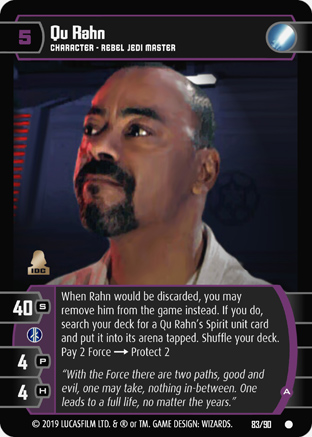 5
Qu Rahn
CHARACTER - REBEL JEDI MASTER
IDC
40 S
4 P
4 H
When Rahn would be discarded, you may
remove him from the game instead. If you do,
search your deck for a Qu Rahn's Spirit unit card
and put it into its arena tapped. Shuffle your deck.
Pay 2 Force → Protect 2
"With the Force there are two paths, good and
evil, one may take, nothing in-between. One
leads to a full life, no matter the years."
A
© 2019 LUCASFILM LTD. & ® or TM. GAME DESIGN: WIZARDS.
83/90